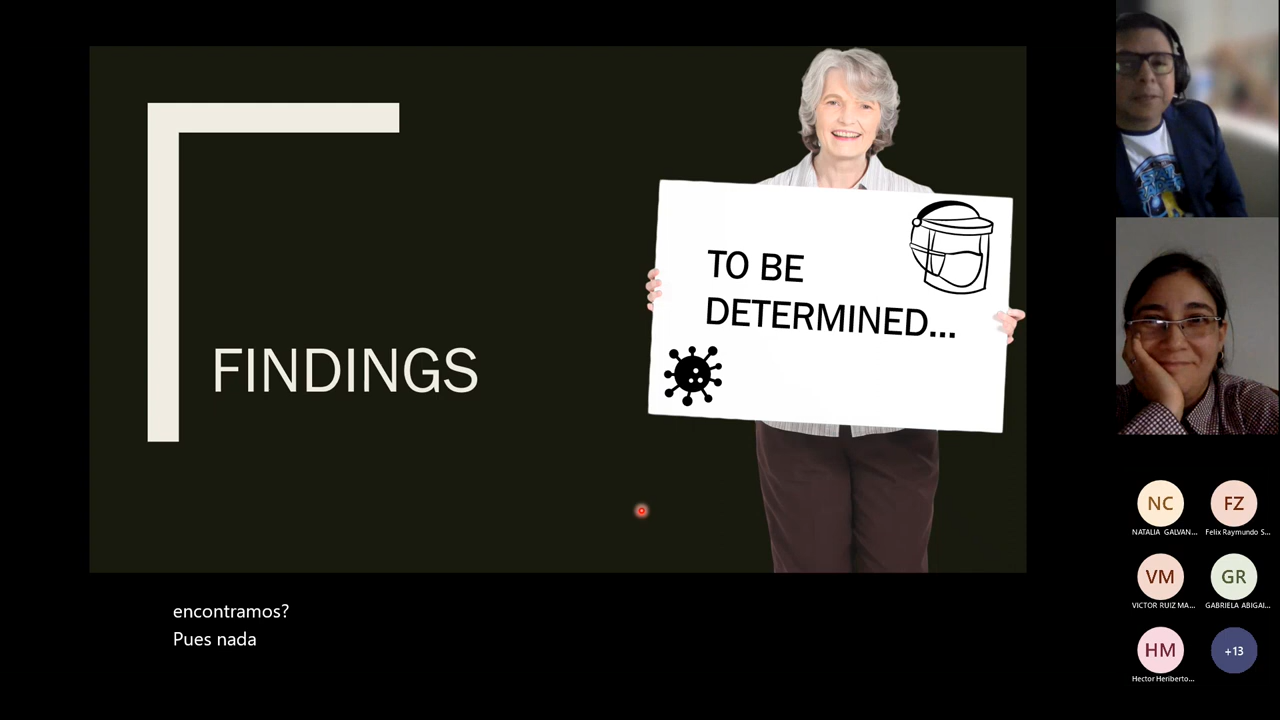 FINDINGS
TO BE
DETERMINED...
encontramos?
Pues nada
NC
NATALIA GALVAN...
FZ
Felix Raymundo S...
VM
VICTOR RUIZ MA...
GR
GABRIELA ABIGAI...
HM
Hector Heriberto...
+13